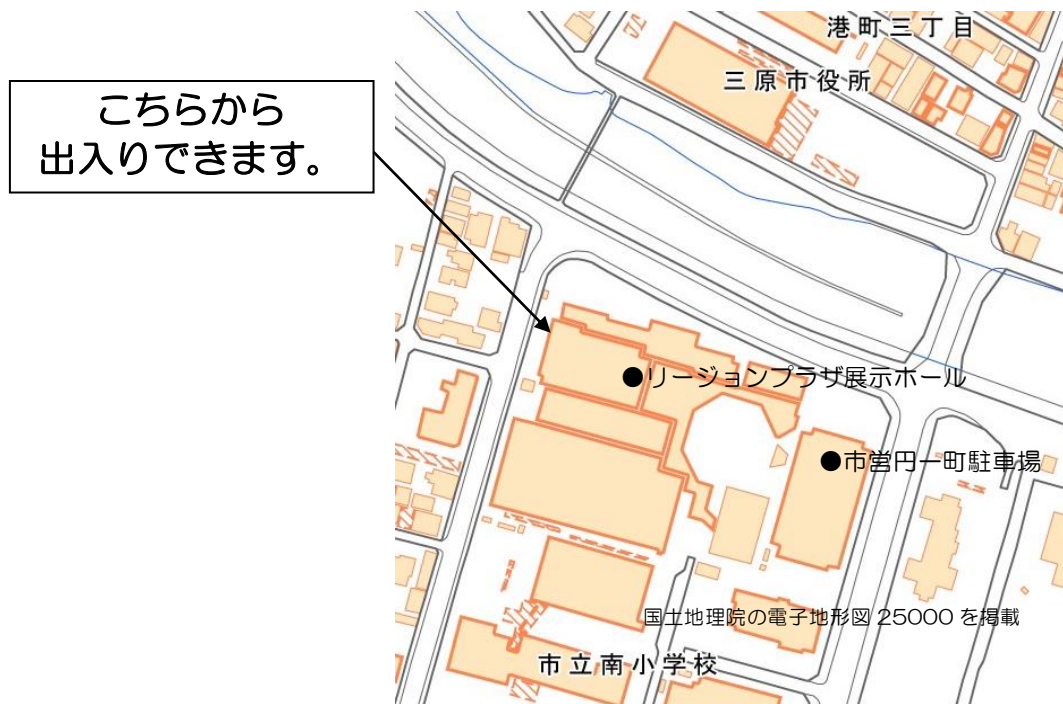 港町三丁目
三原市役所
こちらから
出入りできます。
●リージョンプラザ展示ホール
●市営円一町駐車場
国土地理院の電子地形図 25000 を掲載
市立南小学校